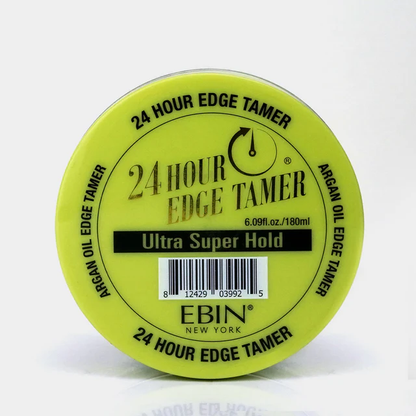 24 HOUR EDGE TAMER
ARGAN OIL EDGE TAMER
ARGAN OIL EDGE TAMER
24 HOUR
EDGE TAMER®
6.09fl.oz./180ml
Ultra Super Hold
8 12429 03992 5
EBIN®
NEW YORK
24 HOUR EDGE TAMER